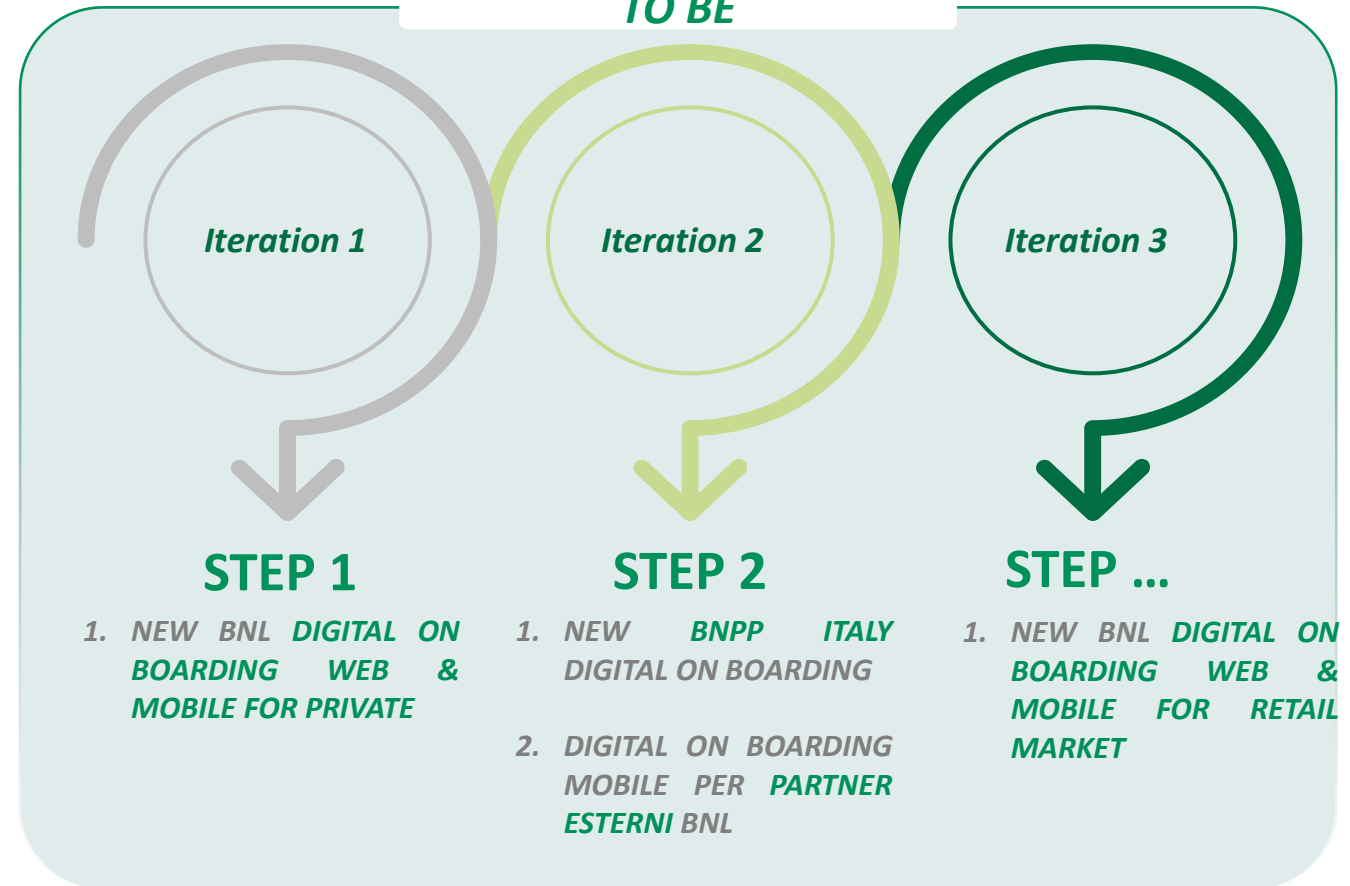 TO BE
Iteration 1
Iteration 2
Iteration 3
STEP 1
1. NEW BNL DIGITAL ON
BOARDING WEB &
MOBILE FOR PRIVATE
STEP 2
1. NEW BNPP ITALY
DIGITAL ON BOARDING
2. DIGITAL ON BOARDING
MOBILE PER PARTNER
ESTERNI BNL
STEP ...
1. NEW BNL DIGITAL ON
BOARDING WEB &
MOBILE FOR RETAIL
MARKET